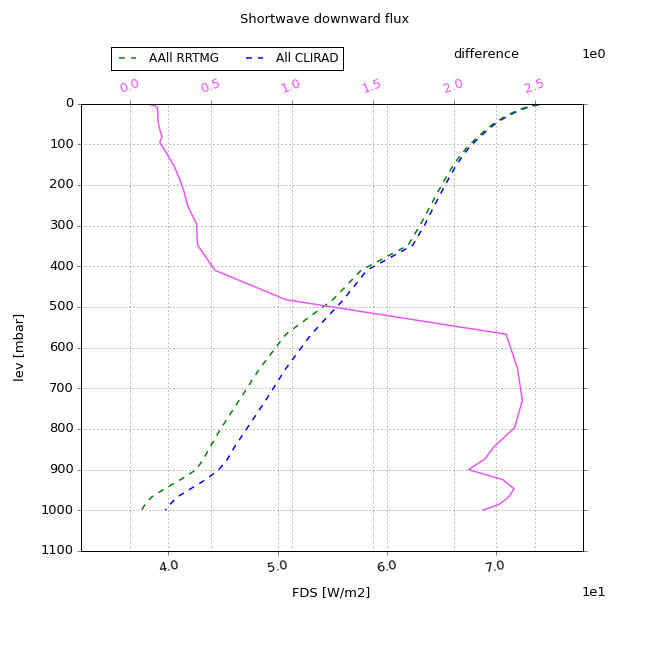 Shortwave downward flux
AAll RRTMG All CLIRAD
difference 1e0
0.0 0.5 1.0 1.5 2.0 2.5
0
100
200
300
400
500
600
700
800
900
1000
1100
lev [mbar]
4.0 5.0 6.0 7.0
FDS [W/m2] 1e1